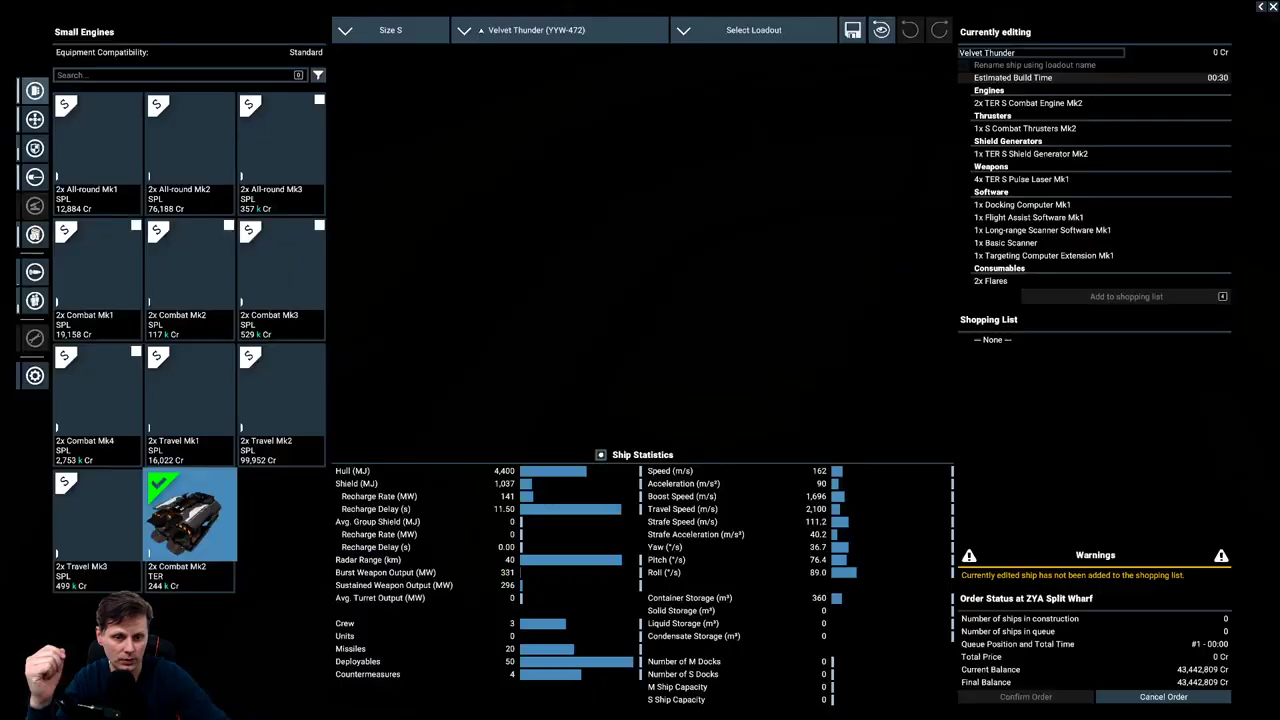 Small Engines
Equipment Compatibility: Standard
Search...
0
S
S
S
2x All-round Mk1
SPL
12,884 Cr
2x All-round Mk2
SPL
76,188 Cr
2x All-round Mk3
SPL
357 k Cr
S
S
S
2x Combat Mk1
SPL
19,158 Cr
2x Combat Mk2
SPL
117 k Cr
2x Combat Mk3
SPL
529 k Cr
S
S
S
2x Combat Mk4
SPL
2,753 k Cr
2x Travel Mk1
SPL
16,022 Cr
2x Travel Mk2
SPL
99,952 Cr
S
2x Travel Mk3
SPL
499 k Cr
2x Combat Mk2
TER
244 k Cr
Size S
Velvet Thunder (YYW-472)
Select Loadout
Ship Statistics
Hull (MJ) 4,400
Shield (MJ) 1,037
Recharge Rate (MW) 141
Recharge Delay (s) 11.50
Avg. Group Shield (MJ) 0
Recharge Rate (MW) 0
Recharge Delay (s) 0.00
Radar Range (km) 40
Burst Weapon Output (MW) 331
Sustained Weapon Output (MW) 296
Avg. Turret Output (MW) 0
Crew 3
Units 0
Missiles 20
Deployables 50
Countermeasures 4
Speed (m/s) 162
Acceleration (m/s²) 90
Boost Speed (m/s) 1,696
Travel Speed (m/s) 2,100
Strafe Speed (m/s) 111.2
Strafe Acceleration (m/s²) 40.2
Yaw (°/s) 36.7
Pitch (°/s) 76.4
Roll (°/s) 89.0
Container Storage (m³) 360
Solid Storage (m³) 0
Liquid Storage (m³) 0
Condensate Storage (m³) 0
Number of M Docks 0
Number of S Docks 0
M Ship Capacity 0
S Ship Capacity 0
Currently editing
Velvet Thunder 0 Cr
Rename ship using loadout name
Estimated Build Time 00:30
Engines
2x TER S Combat Engine Mk2
Thrusters
1x S Combat Thrusters Mk2
Shield Generators
1x TER S Shield Generator Mk2
Weapons
4x TER S Pulse Laser Mk1
Software
1x Docking Computer Mk1
1x Flight Assist Software Mk1
1x Long-range Scanner Software Mk1
1x Basic Scanner
1x Targeting Computer Extension Mk1
Consumables
2x Flares
Add to shopping list
Shopping List
— None —
Warnings
Currently edited ship has not been added to the shopping list.
Order Status at ZYA Split Wharf
Number of ships in construction 0
Number of ships in queue 0
Queue Position and Total Time #1 - 00:00
Total Price 0 Cr
Current Balance 43,442,809 Cr
Final Balance 43,442,809 Cr
Confirm Order
Cancel Order